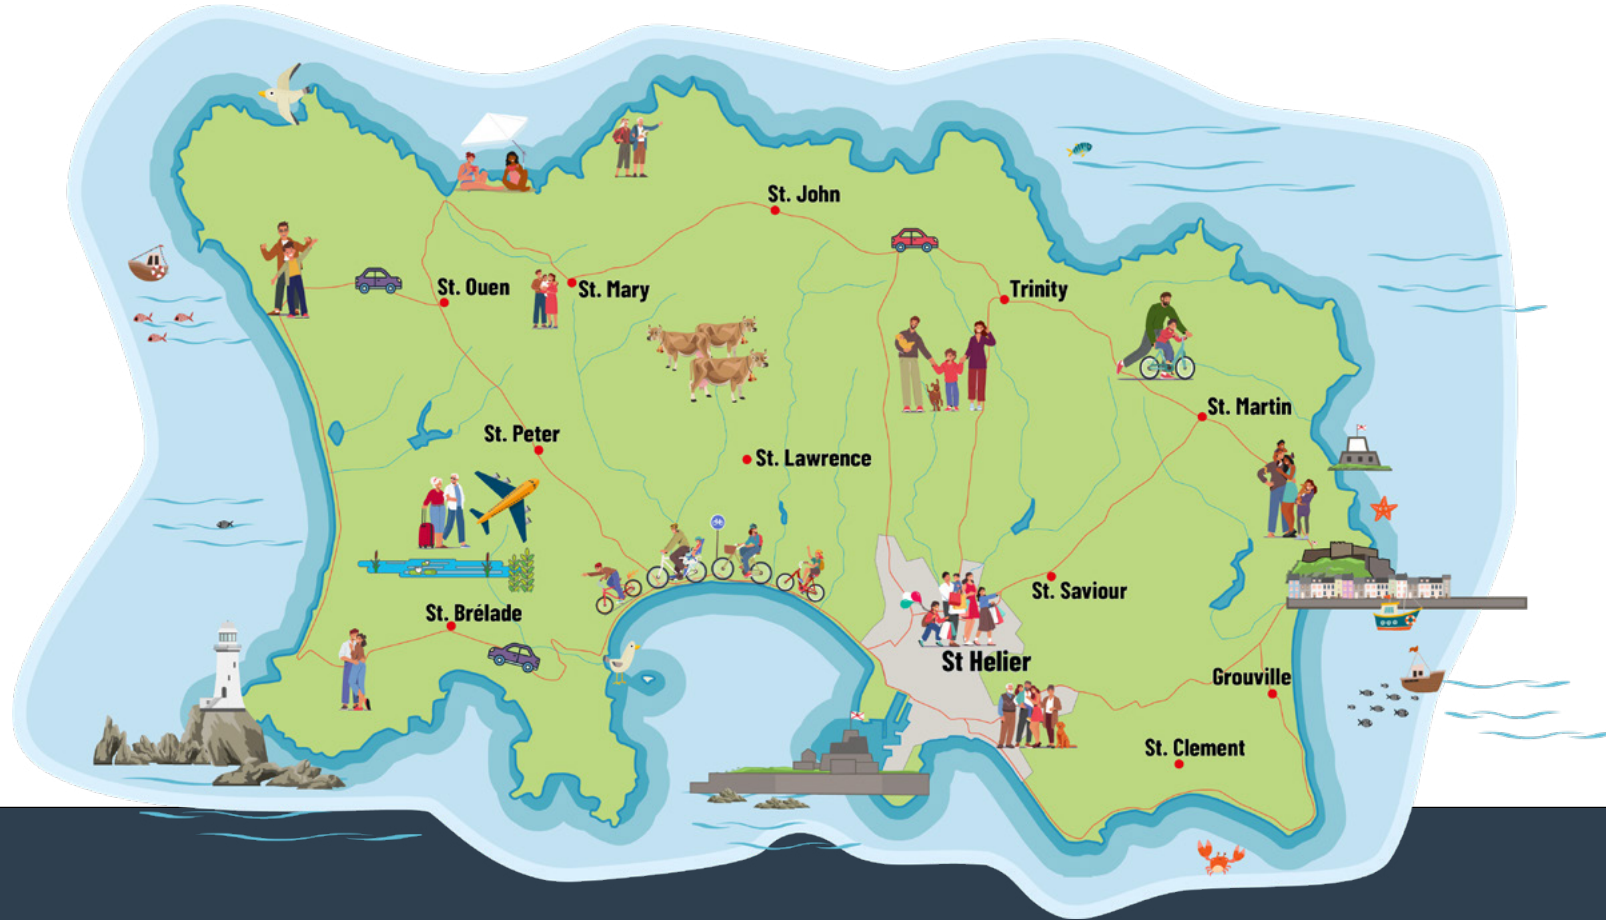 St. John
St. Ouen
St. Mary
Trinity
St. Martin
St. Peter
St. Lawrence
St. Saviour
St. Brélade
St Helier
Grouville
St. Clement